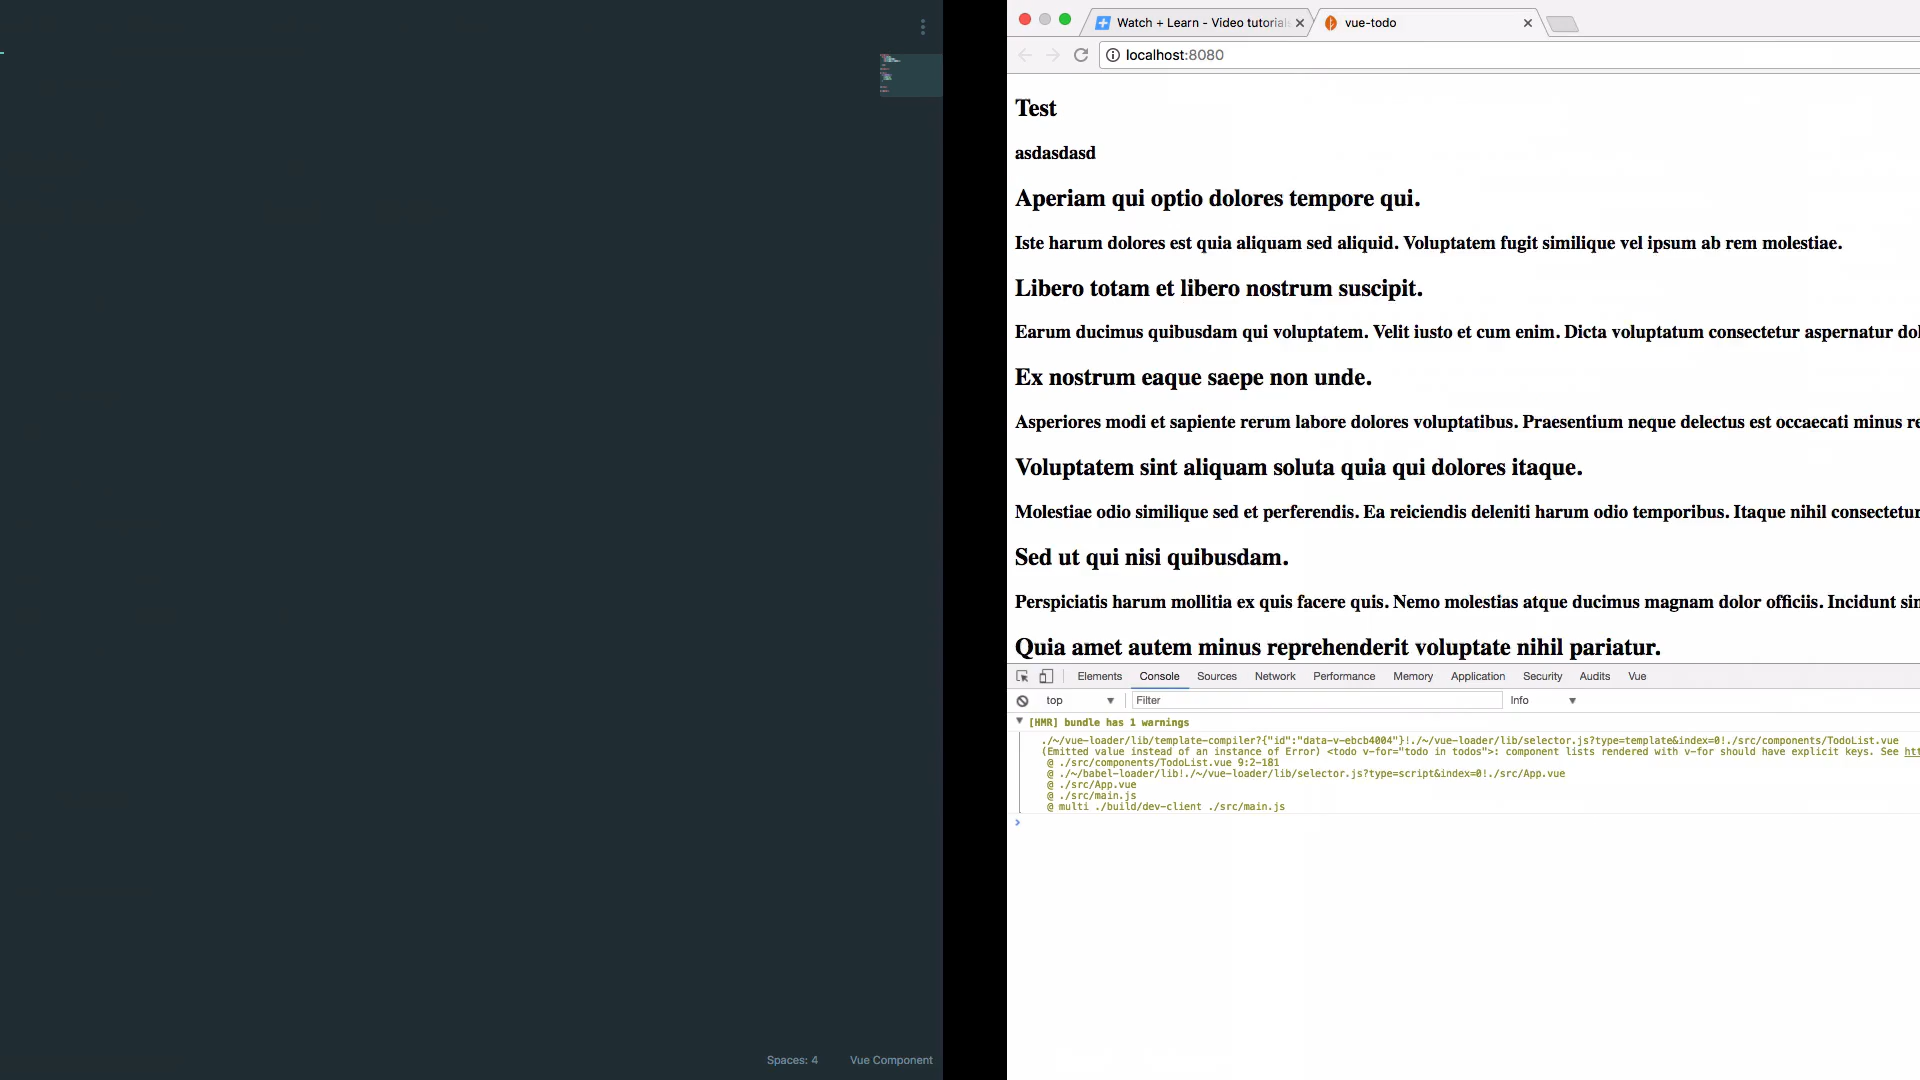 Watch + Learn - Video tutorials
vue-todo
localhost:8080
Test
asdasdasd
Aperiam qui optio dolores tempore qui.
Iste harum dolores est quia aliquam sed aliquid. Voluptatem fugit similique vel ipsum ab rem molestiae.
Libero totam et libero nostrum suscipit.
Earum ducimus quibusdam qui voluptatem. Velit iusto et cum enim. Dicta voluptatum consectetur aspernatur dol
Ex nostrum eaque saepe non unde.
Asperiores modi et sapiente rerum labore dolores voluptatibus. Praesentium neque delectus est occaecati minus re
Voluptatem sint aliquam soluta quia qui dolores itaque.
Molestiae odio similique sed et perferendis. Ea reiciendis deleniti harum odio temporibus. Itaque nihil consectetur
Sed ut qui nisi quibusdam.
Perspiciatis harum mollitia ex quis facere quis. Nemo molestias atque ducimus magnam dolor officiis. Incidunt sin
Quia amet autem minus reprehenderit voluptate nihil pariatur.
Elements Console Sources Network Performance Memory Application Security Audits Vue
top Filter Info
[HMR] bundle has 1 warnings
./~/vue-loader/lib/template-compiler?{"id":"data-v-ebcb4004"}!./~/vue-loader/lib/selector.js?type=template&index=0!./src/components/TodoList.vue
(Emitted value instead of an instance of Error) <todo v-for="todo in todos">: component lists rendered with v-for should have explicit keys. See htt
@ ./src/components/TodoList.vue 9:2-181
@ ./~/babel-loader/lib!./~/vue-loader/lib/selector.js?type=script&index=0!./src/App.vue
@ ./src/App.vue
@ ./src/main.js
@ multi ./build/dev-client ./src/main.js
Spaces: 4 Vue Component